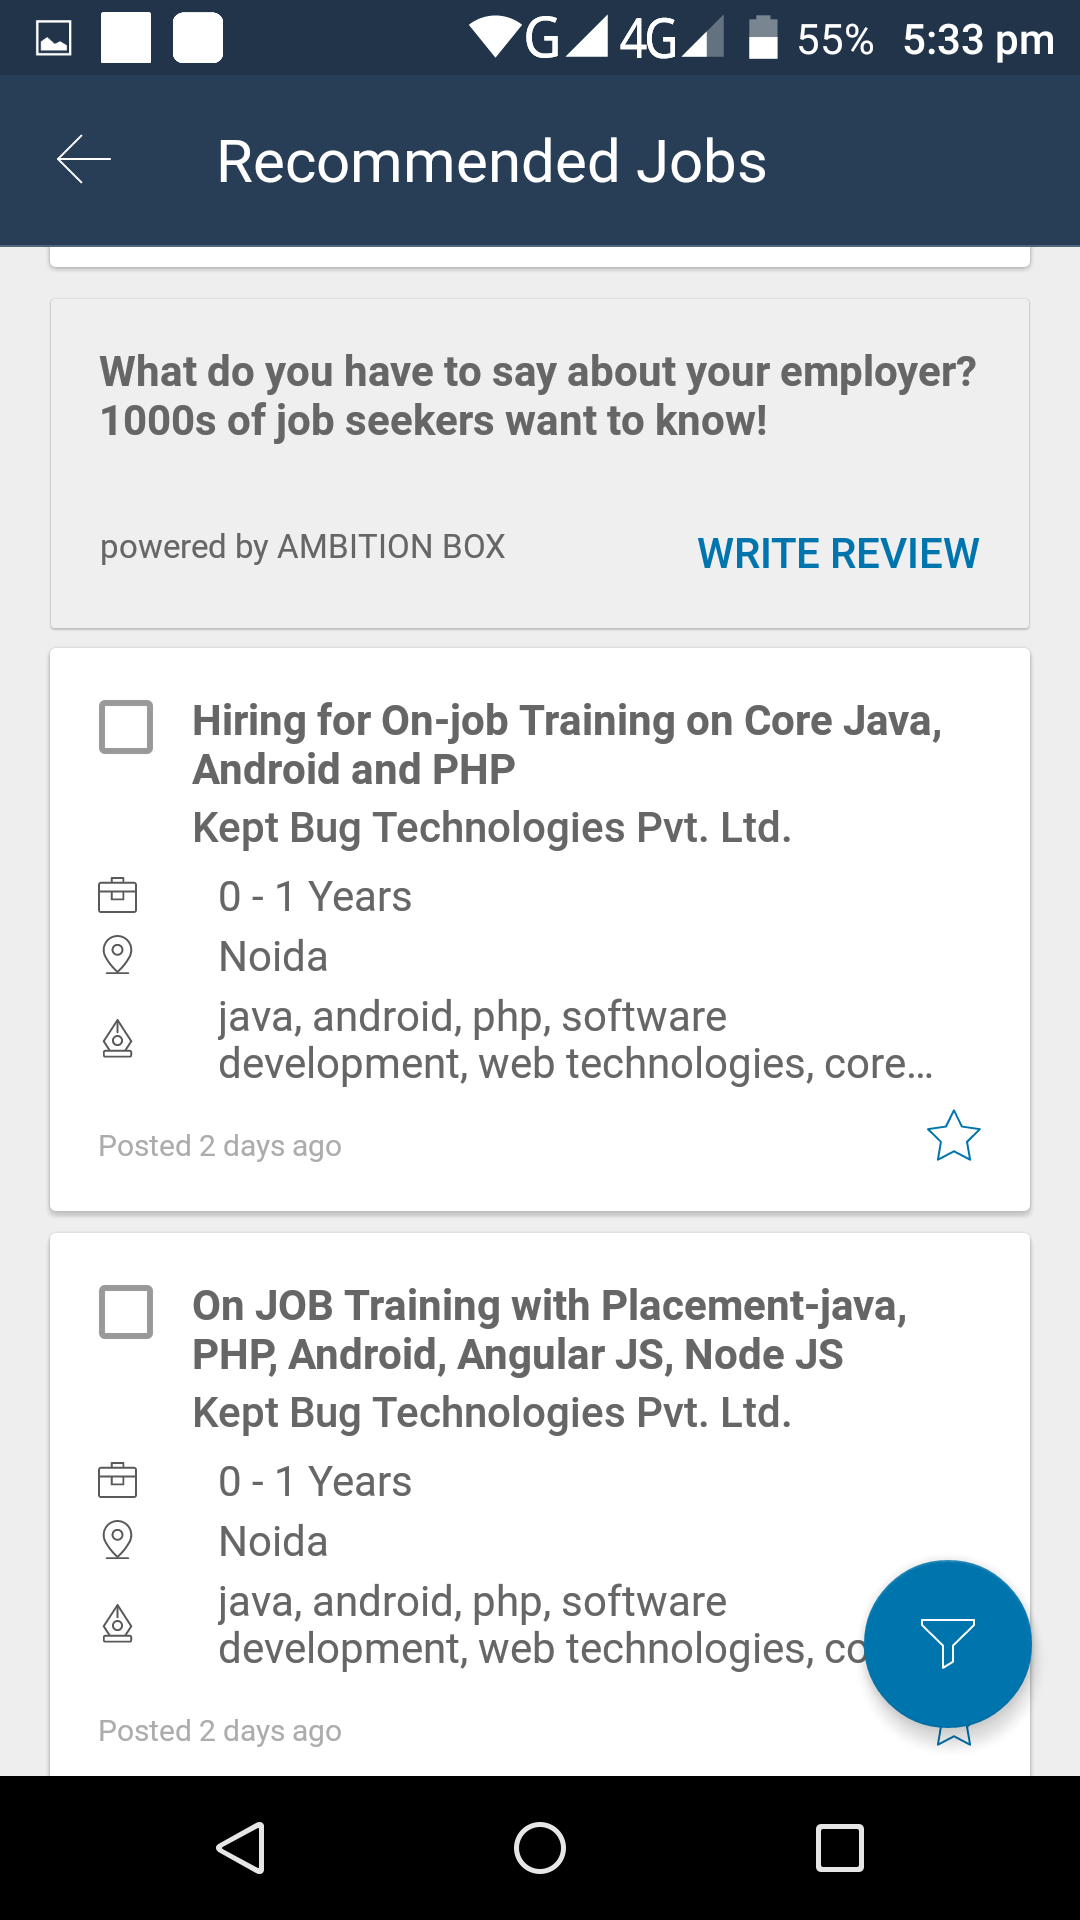 G 4G 55% 5:33 pm
Recommended Jobs
What do you have to say about your employer?
1000s of job seekers want to know!
powered by AMBITION BOX
WRITE REVIEW
Hiring for On-job Training on Core Java,
Android and PHP
Kept Bug Technologies Pvt. Ltd.
0 - 1 Years
Noida
java, android, php, software
development, web technologies, core...
Posted 2 days ago
On JOB Training with Placement-java,
PHP, Android, Angular JS, Node JS
Kept Bug Technologies Pvt. Ltd.
0 - 1 Years
Noida
java, android, php, software
development, web technologies,
Posted 2 days ago